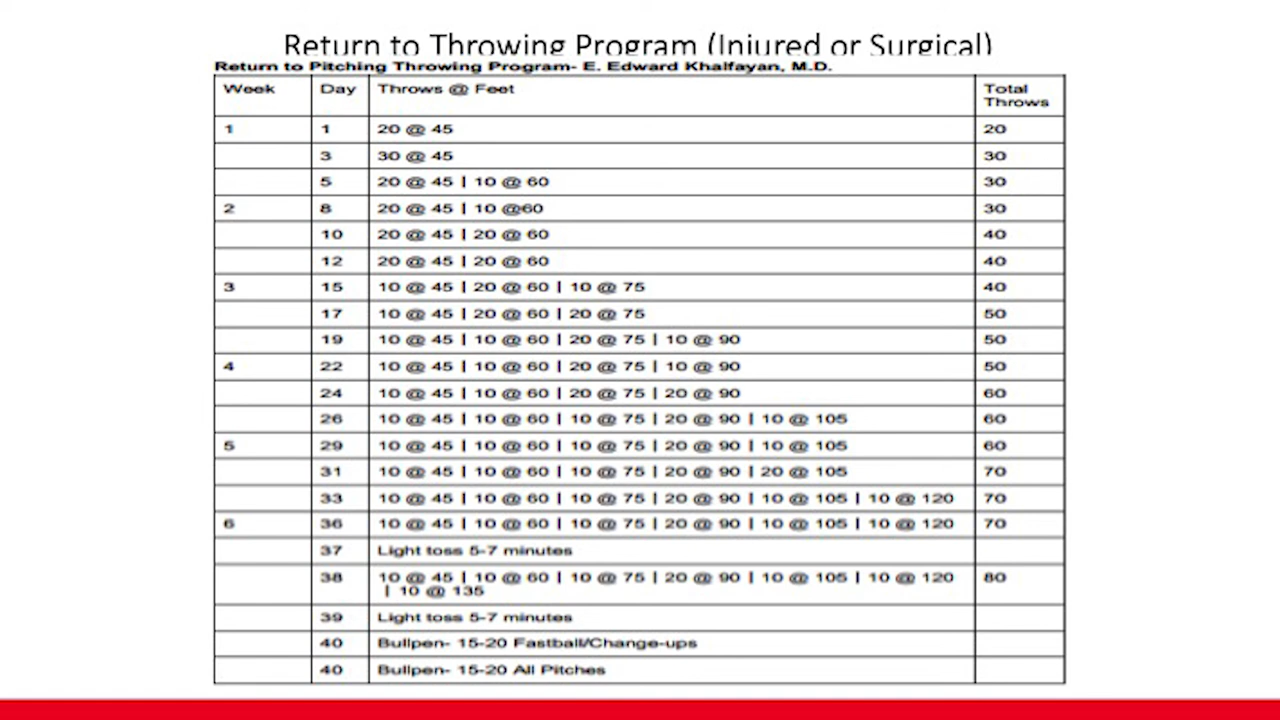 Return to Throwing Program (Injured or Surgical)
Return to Pitching Throwing Program- E. Edward Khalfayan, M.D.
Week Day Throws @ Feet Total Throws
1 1 20 @ 45 20
3 30 @ 45 30
5 20 @ 45 | 10 @ 60 30
2 8 20 @ 45 | 10 @60 30
10 20 @ 45 | 20 @ 60 40
12 20 @ 45 | 20 @ 60 40
3 15 10 @ 45 | 20 @ 60 | 10 @ 75 40
17 10 @ 45 | 20 @ 60 | 20 @ 75 50
19 10 @ 45 | 10 @ 60 | 20 @ 75 | 10 @ 90 50
4 22 10 @ 45 | 10 @ 60 | 20 @ 75 | 10 @ 90 50
24 10 @ 45 | 10 @ 60 | 20 @ 75 | 20 @ 90 60
26 10 @ 45 | 10 @ 60 | 10 @ 75 | 20 @ 90 | 10 @ 105 60
5 29 10 @ 45 | 10 @ 60 | 10 @ 75 | 20 @ 90 | 10 @ 105 60
31 10 @ 45 | 10 @ 60 | 10 @ 75 | 20 @ 90 | 20 @ 105 70
33 10 @ 45 | 10 @ 60 | 10 @ 75 | 20 @ 90 | 10 @ 105 | 10 @ 120 70
6 36 10 @ 45 | 10 @ 60 | 10 @ 75 | 20 @ 90 | 10 @ 105 | 10 @ 120 70
37 Light toss 5-7 minutes
38 10 @ 45 | 10 @ 60 | 10 @ 75 | 20 @ 90 | 10 @ 105 | 10 @ 120 80
| 10 @ 135
39 Light toss 5-7 minutes
40 Bullpen- 15-20 Fastball/Change-ups
40 Bullpen- 15-20 All Pitches